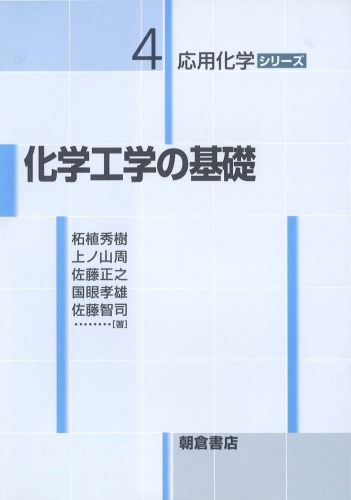 4 応用化学シリーズ
化学工学の基礎
柘植秀樹
上ノ山周
佐藤正之
国眼孝雄
佐藤智司
········[著]
朝倉書店